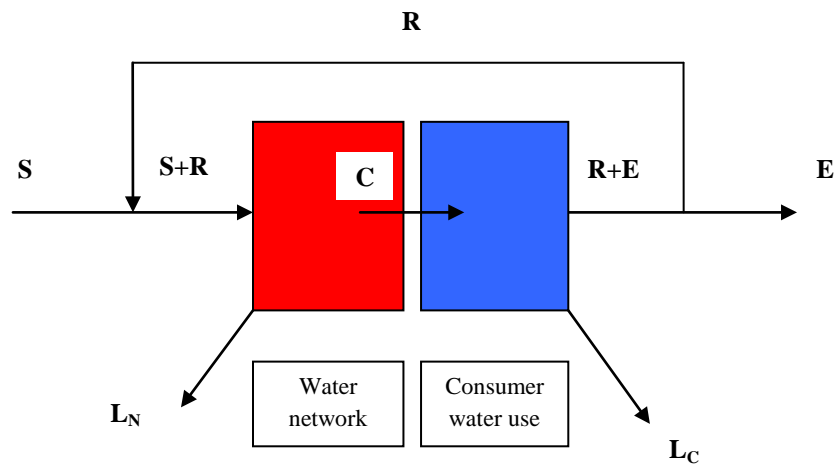 R
S
S+R
C
R+E
E
Water
network
Consumer
water use
L_N
L_C